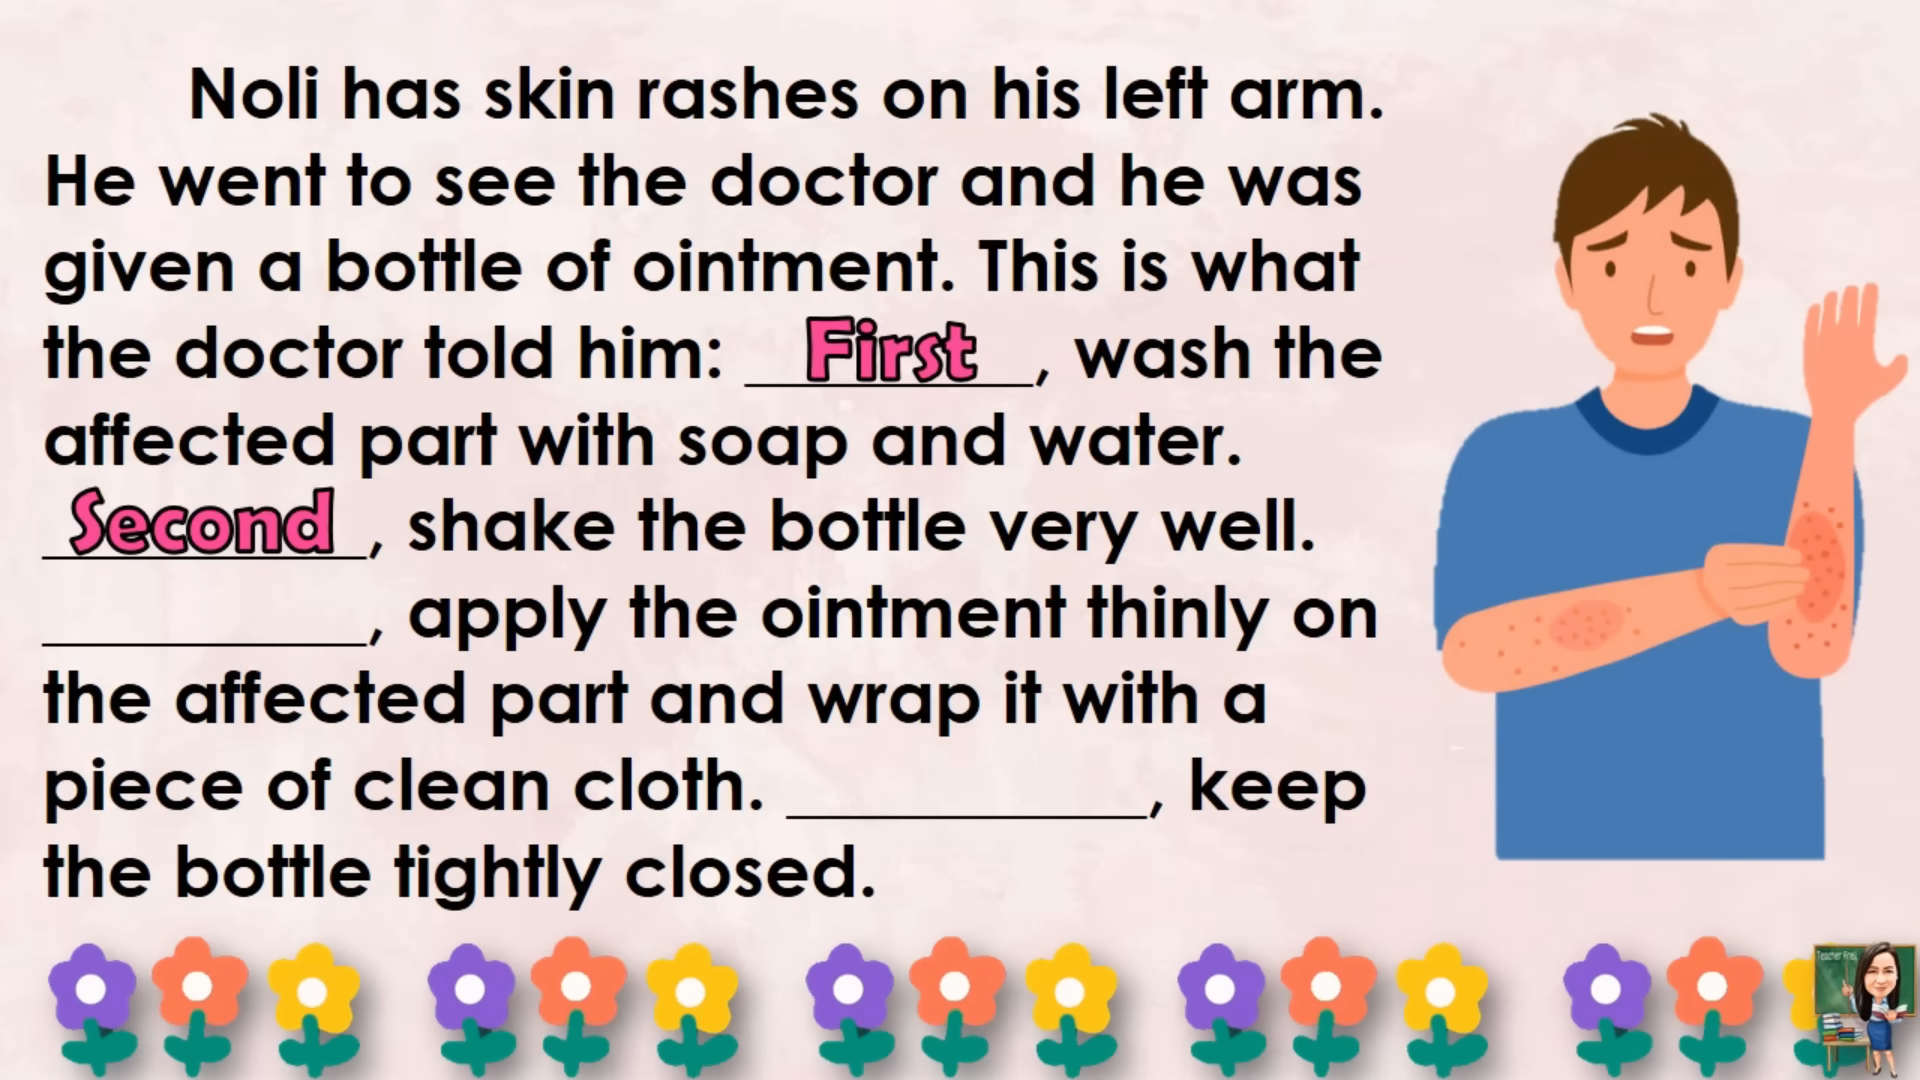 Noli has skin rashes on his left arm.
He went to see the doctor and he was
given a bottle of ointment. This is what
the doctor told him: First, wash the
affected part with soap and water.
Second, shake the bottle very well.
__________, apply the ointment thinly on
the affected part and wrap it with a
piece of clean cloth. ___________, keep
the bottle tightly closed.